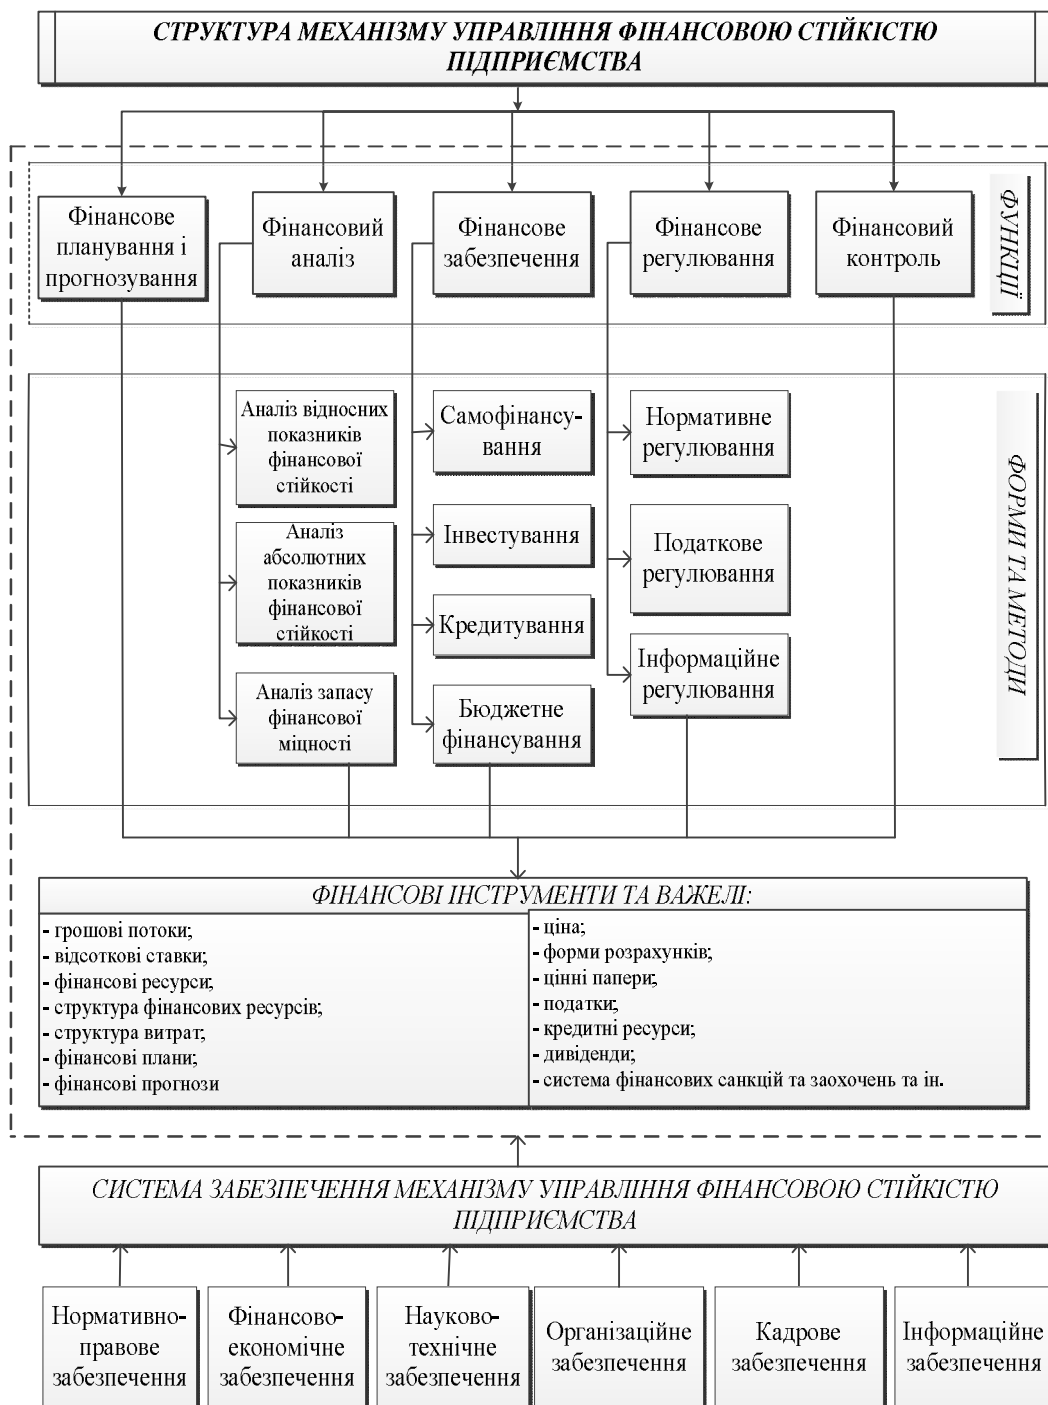 СТРУКТУРА МЕХАНІЗМУ УПРАВЛІННЯ ФІНАНСОВОЮ СТІЙКІСТЮ
ПІДПРИЄМСТВА
Фінансове
планування і
прогнозування
Фінансовий
аналіз
Фінансове
забезпечення
Фінансове
регулювання
Фінансовий
контроль
ФУНКЦІЇ
Аналіз відносних
показників
фінансової
стійкості
Аналіз
абсолютних
показників
фінансової
стійкості
Аналіз запасу
фінансової
міцності
Самофінансу-
вання
Інвестування
Кредитування
Бюджетне
фінансування
Нормативне
регулювання
Податкове
регулювання
Інформаційне
регулювання
ФОРМИ ТА МЕТОДИ
ФІНАНСОВІ ІНСТРУМЕНТИ ТА ВАЖЕЛІ:
- грошові потоки;
- відсоткові ставки;
- фінансові ресурси;
- структура фінансових ресурсів;
- структура витрат;
- фінансові плани;
- фінансові прогнози
- ціна;
- форми розрахунків;
- цінні папери;
- податки;
- кредитні ресурси;
- дивіденди;
- система фінансових санкцій та заохочень та ін.
СИСТЕМА ЗАБЕЗПЕЧЕННЯ МЕХАНІЗМУ УПРАВЛІННЯ ФІНАНСОВОЮ СТІЙКІСТЮ
ПІДПРИЄМСТВА
Нормативно-
правове
забезпечення
Фінансово-
економічне
забезпечення
Науково-
технічне
забезпечення
Організаційне
забезпечення
Кадрове
забезпечення
Інформаційне
забезпечення